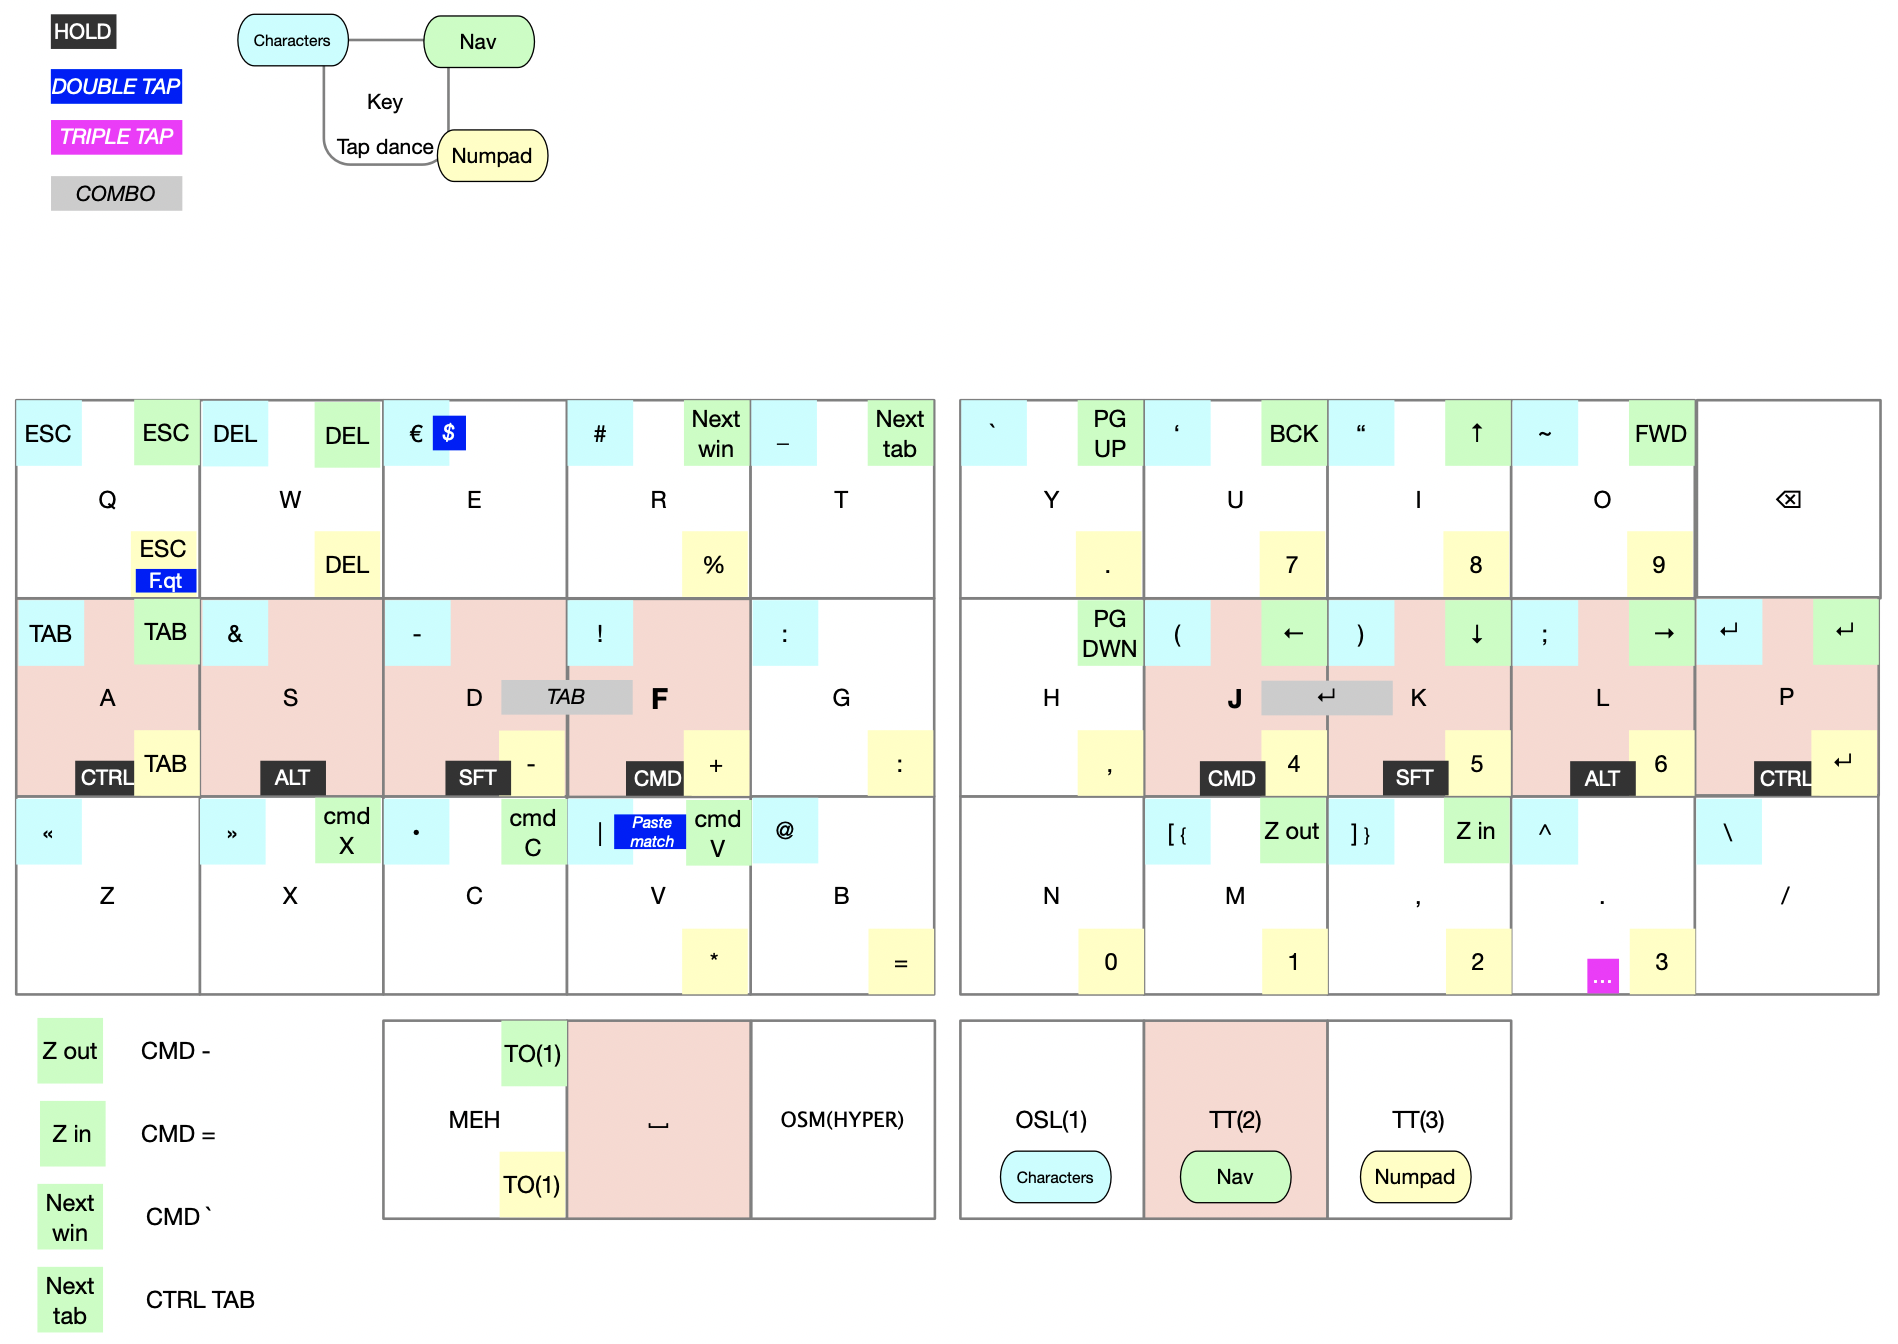 HOLD
DOUBLE TAP
TRIPLE TAP
COMBO
Characters
Nav
Key
Tap dance
Numpad
ESC ESC DEL DEL € $ # Next win _ Next tab
Q W E R T
ESC F.qt DEL %
` PG UP ‘ BCK “ ↑ ~ FWD
Y U I O ⌫
. 7 8 9
TAB TAB & - ! :
A S D TAB F G
CTRL TAB ALT SFT - CMD + :
PG DWN ( ← ) ↓ ; → ↵ ↵
H J ↵ K L P
, CMD 4 SFT 5 ALT 6 CTRL ↵
« » cmd X • cmd C | Paste match cmd V @
Z X C V B
* =
[ { Z out ] } Z in ^ \
N M , . /
0 1 2 ... 3
TO(1)
MEH ⎵ OSM(HYPER)
TO(1)
OSL(1) TT(2) TT(3)
Characters Nav Numpad
Z out CMD -
Z in CMD =
Next win CMD `
Next tab CTRL TAB